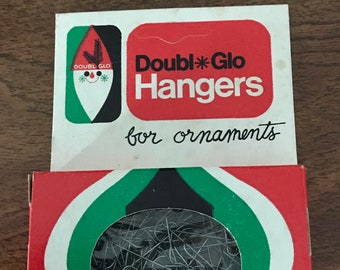 DOUBL-GLO
Doubl*Glo
Hangers
for ornaments